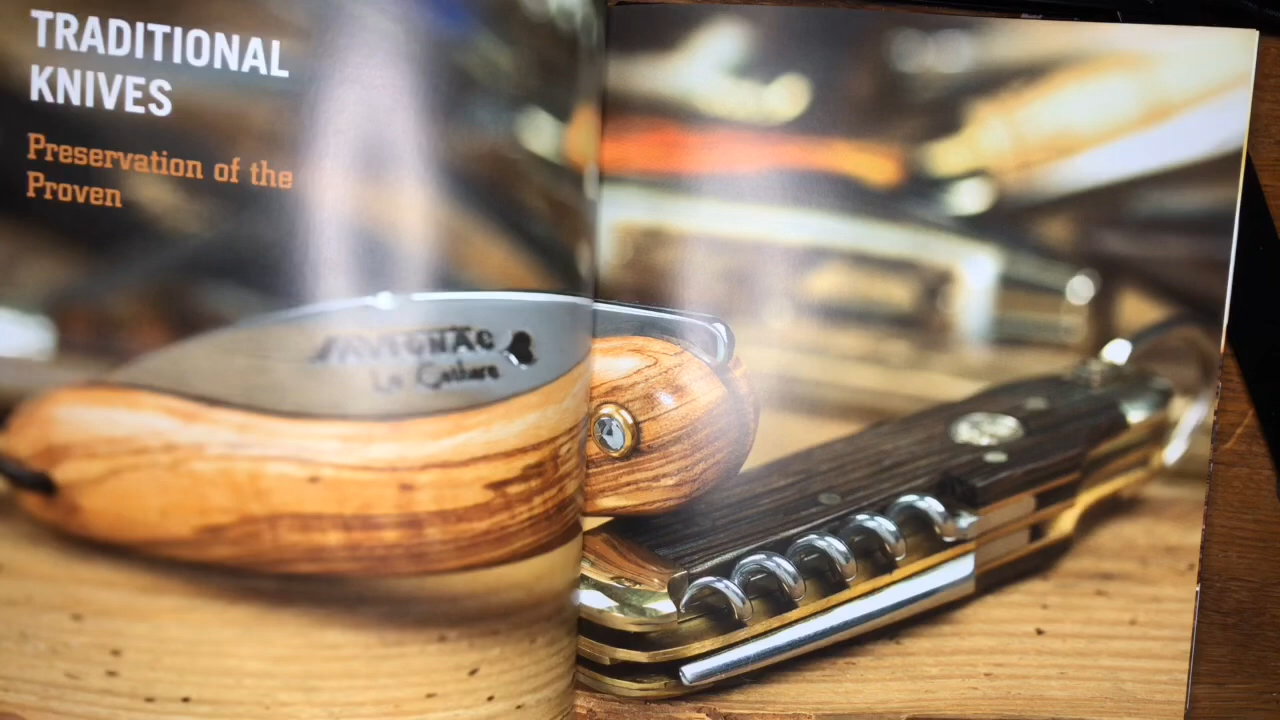 TRADITIONAL
KNIVES
Preservation of the
Proven